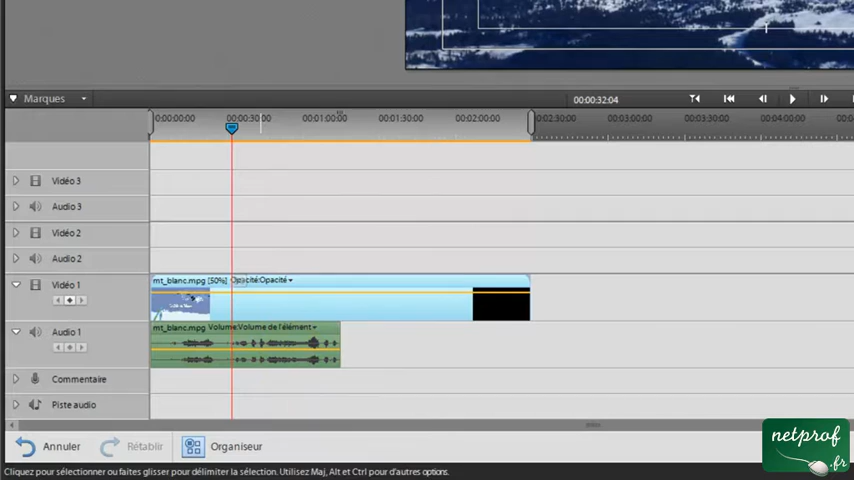 Marques
00:00:32:04
0:00:00:00 00:00:30:00 00:01:00:00 00:01:30:00 00:02:00:00 00:02:30:00 00:03:00:00 00:03:30:00 00:04:00:00
Vidéo 3
Audio 3
Vidéo 2
Audio 2
Vidéo 1
mt_blanc.mpg [50%] Opacité:Opacité
Audio 1
mt_blanc.mpg Volume:Volume de l'élément
Commentaire
Piste audio
Annuler Rétablir Organiseur
netprof
.fr
Cliquez pour sélectionner ou faites glisser pour délimiter la sélection. Utilisez Maj, Alt et Ctrl pour d'autres options.